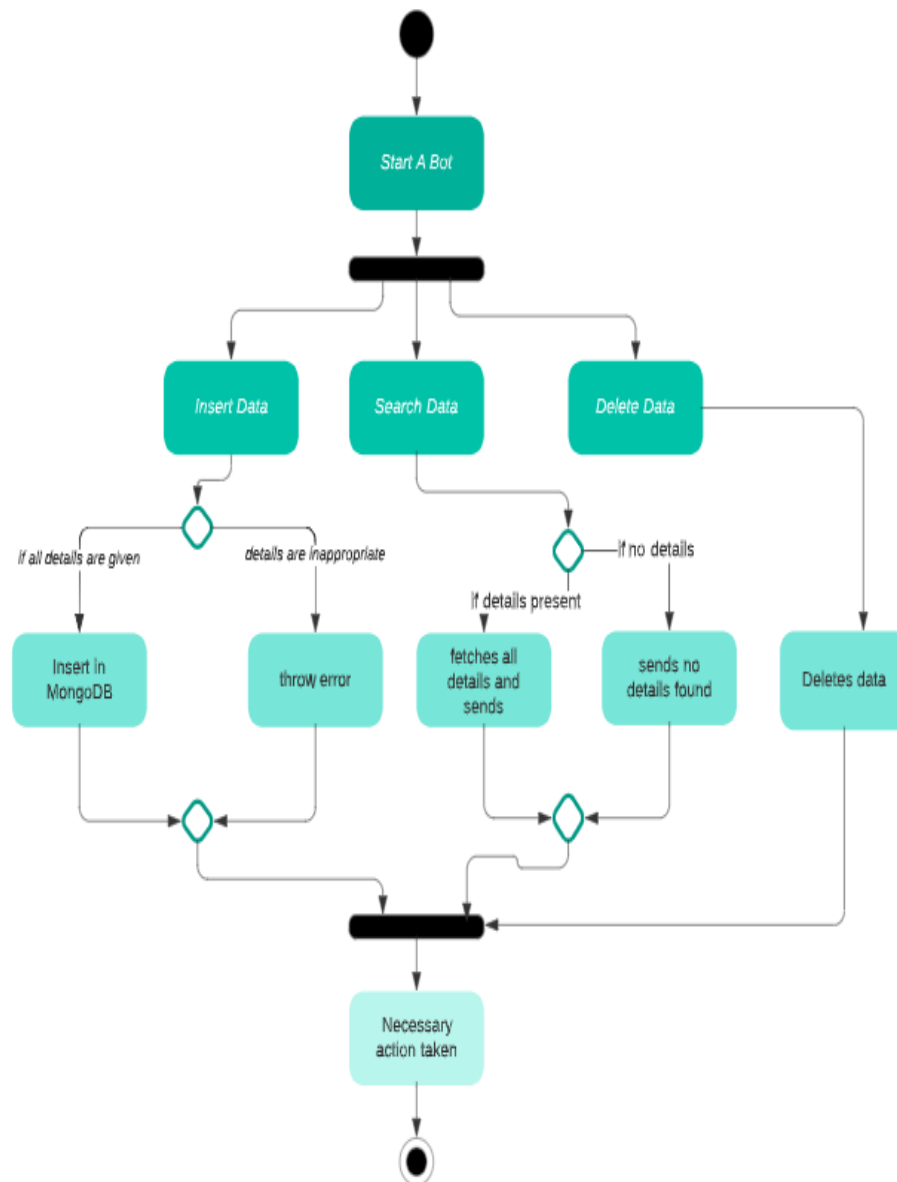 Start A Bot
Insert Data
Search Data
Delete Data
if all details are given
details are inappropriate
if no details
if details present
Insert in
MongoDB
throw error
fetches all
details and
sends
sends no
details found
Deletes data
Necessary
action taken